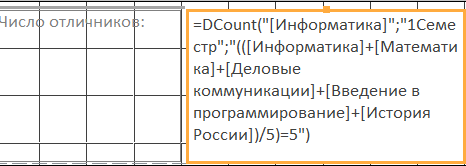 Число отличников:
=DCount("[Информатика]";"1Семе
стр";"(([Информатика]+[Математи
ка]+[Деловые
коммуникации]+[Введение в
программирование]+[История
России])/5)=5")